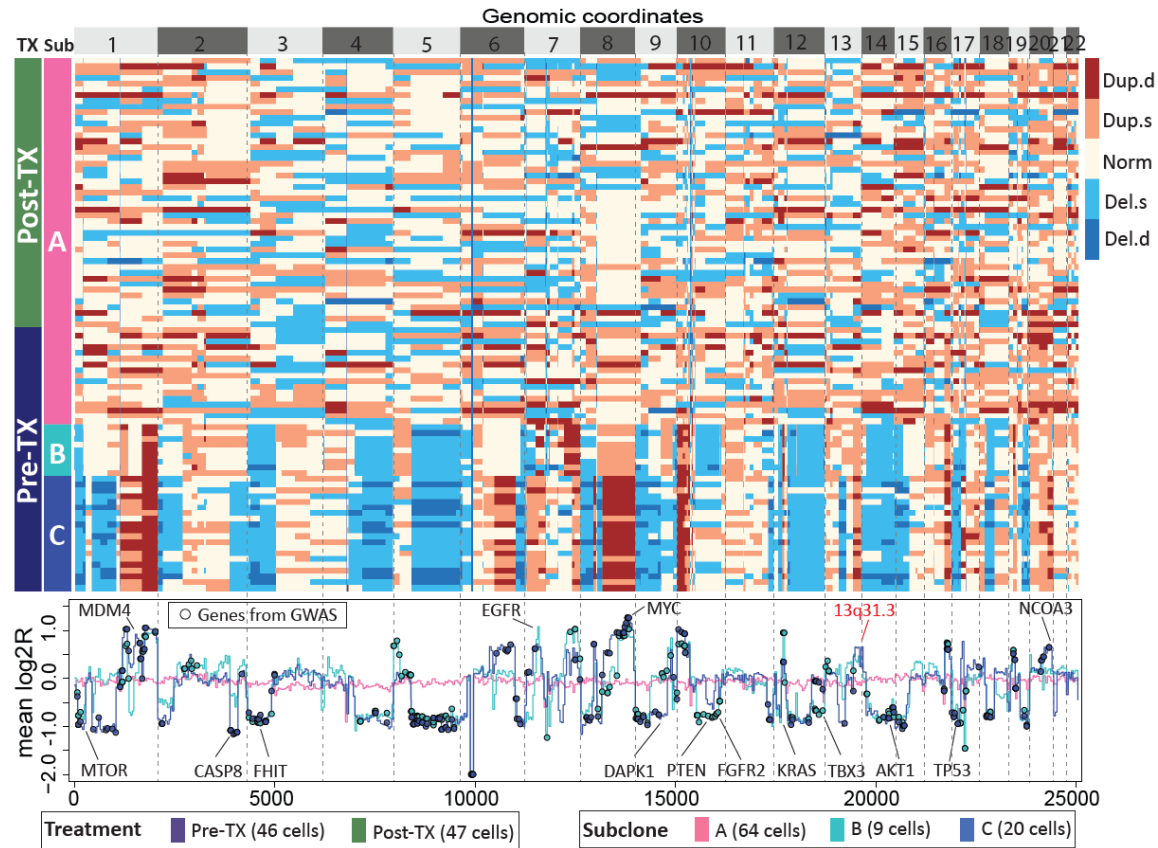 Genomic coordinates
TX Sub 1 2 3 4 5 6 7 8 9 10 11 12 13 14 15 16 17 18 19 20 21 22
Post-TX
Pre-TX
A
B
C
Dup.d
Dup.s
Norm
Del.s
Del.d
MDM4
Genes from GWAS
EGFR
MYC
13q31.3
NCOA3
mean log2R
1.0
0.0
−1.0
−2.0
MTOR
CASP8
FHIT
DAPK1
PTEN
FGFR2
KRAS
TBX3
AKT1
TP53
0 5000 10000 15000 20000 25000
Treatment Pre-TX (46 cells) Post-TX (47 cells)
Subclone A (64 cells) B (9 cells) C (20 cells)